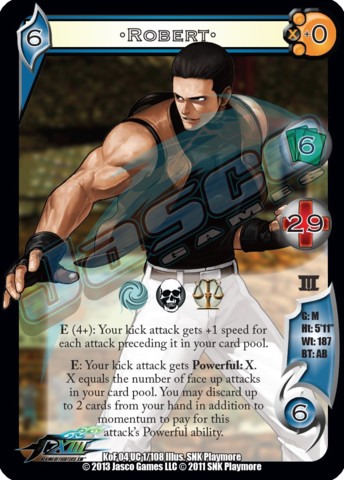 6
·Robert·
X +0
6
29
III
G: M
Ht: 5'11"
Wt: 187
BT: AB
Jasco
Games
E (4+): Your kick attack gets +1 speed for
each attack preceding it in your card pool.
E: Your kick attack gets Powerful: X.
X equals the number of face up attacks
in your card pool. You may discard up
to 2 cards from your hand in addition to
momentum to pay for this
attack's Powerful ability.
6
XIII
KoF 04 UC 1/108 Illus. SNK Playmore
© 2013 Jasco Games LLC © 2011 SNK Playmore